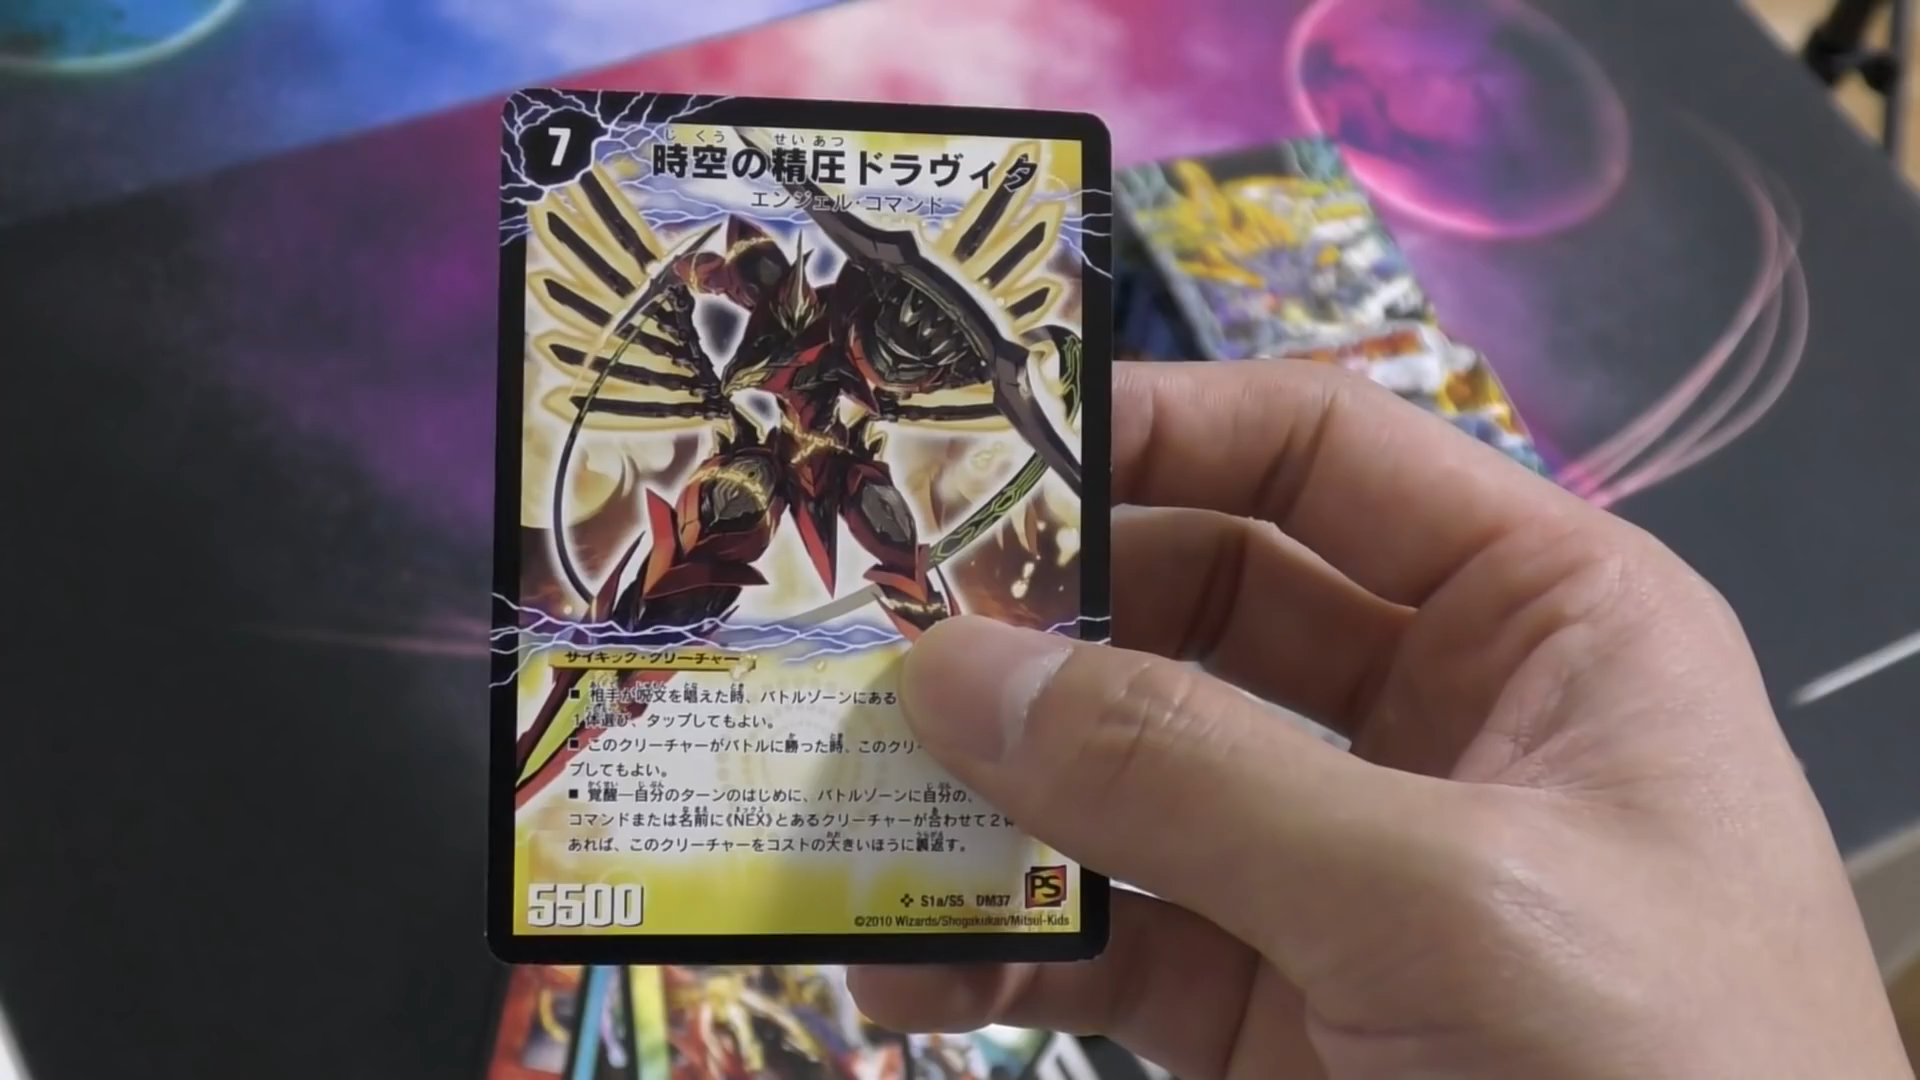 7
じくう せいあつ
時空の精圧ドラヴィタ
エンジェル・コマンド
サイキック・クリーチャー
■ 相手が呪文を唱えた時、バトルゾーンにある
1体選び、タップしてもよい。
■ このクリーチャーがバトルに勝った時、このクリー
プしてもよい。
■ 覚醒―自分のターンのはじめに、バトルゾーンに自分の、
コマンドまたは名前に《NEX》とあるクリーチャーが合わせて2
あれば、このクリーチャーをコストの大きいほうに裏返す。
5500
S1a/S5 DM37
PS
©2010 Wizards/Shogakukan/Mitsui-Kids